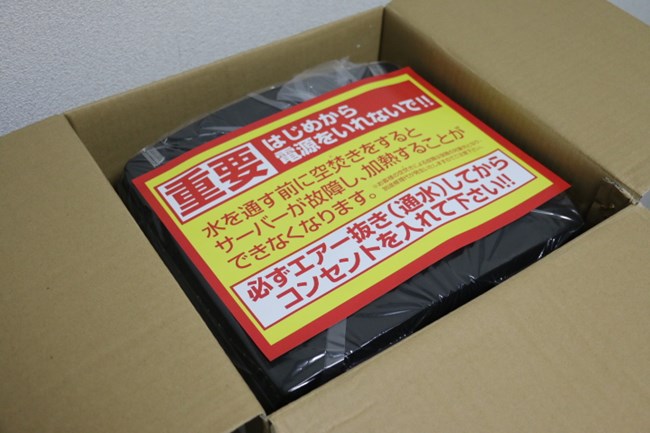 重要
はじめから
電源をいれないで!!
水を通す前に空焚きをすると
サーバーが故障し、加熱することが
できなくなります。
必ずエアー抜き(通水)してから
コンセントを入れて下さい!!